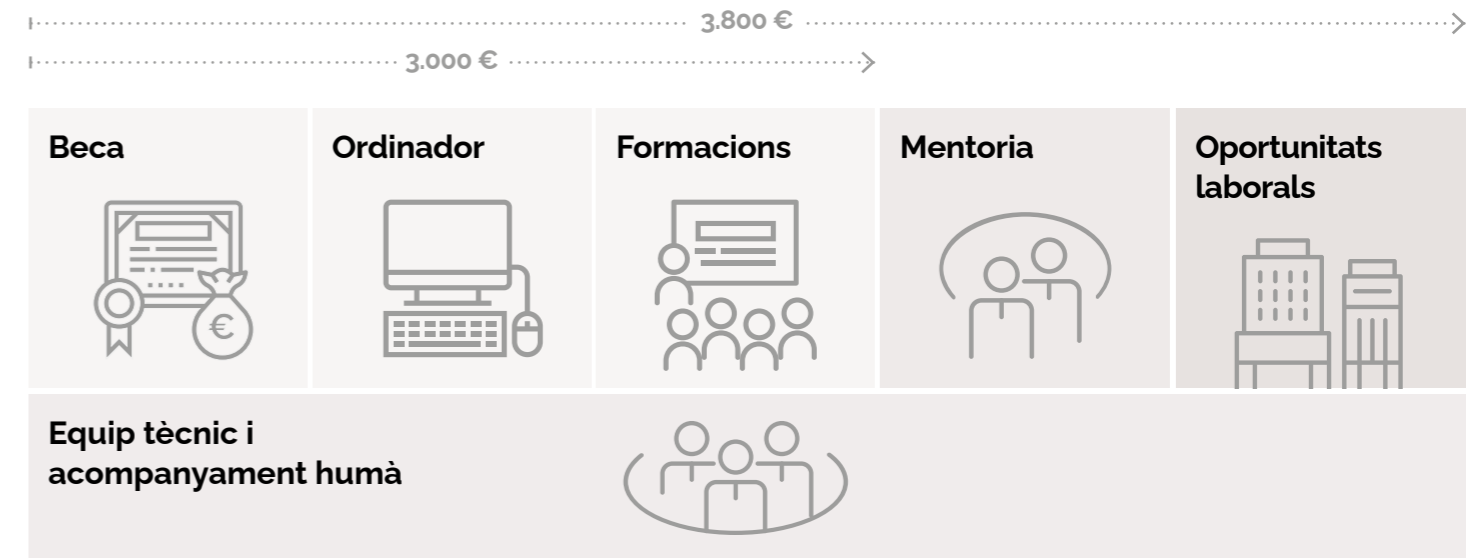 3.800 €
3.000 €
Beca
Ordinador
Formacions
Mentoria
Oportunitats
laborals
€
Equip tècnic i
acompanyament humà